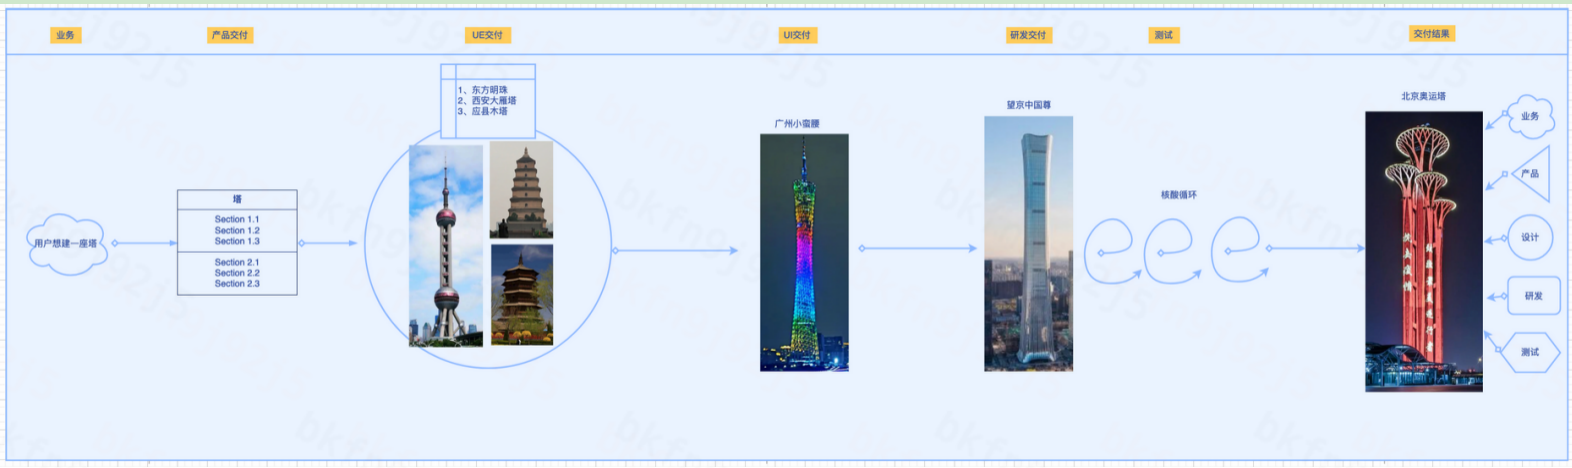 业务
产品交付
UE交付
UI交付
研发交付
测试
交付结果
用户想建一座塔
塔
Section 1.1
Section 1.2
Section 1.3
Section 2.1
Section 2.2
Section 2.3
1、东方明珠
2、西安大雁塔
3、应县木塔
广州小蛮腰
望京中国尊
核酸循环
北京奥运塔
业务
产品
设计
研发
测试